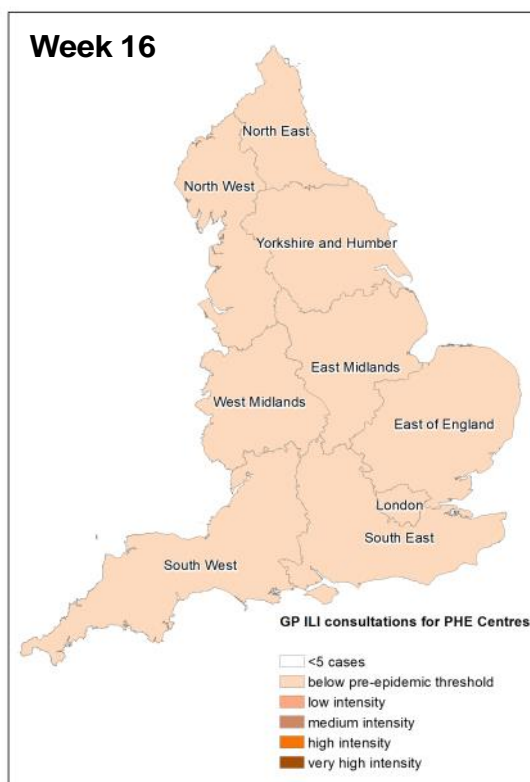 Week 16
North East
North West
Yorkshire and Humber
East Midlands
West Midlands
East of England
London
South East
South West
GP ILI consultations for PHE Centres
<5 cases
below pre-epidemic threshold
low intensity
medium intensity
high intensity
very high intensity